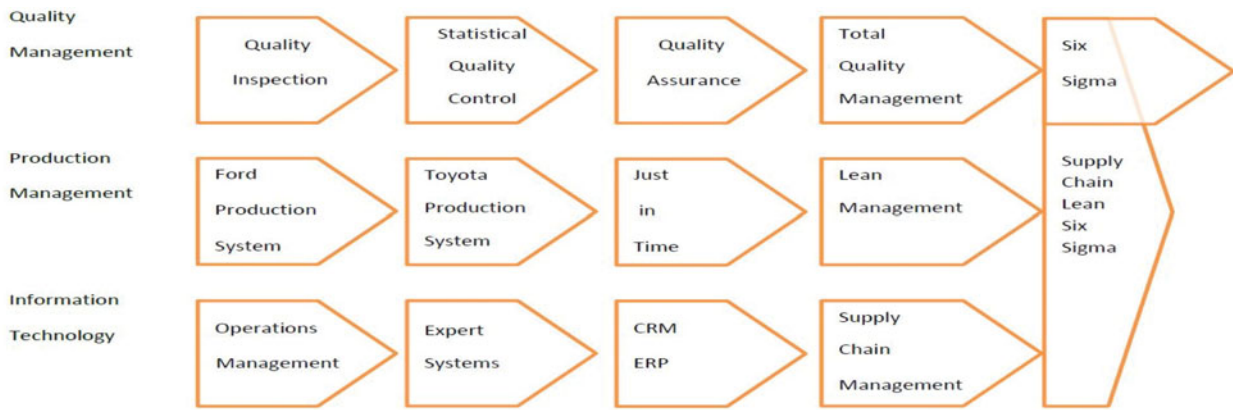 Quality
Management
Quality
Inspection
Statistical
Quality
Control
Quality
Assurance
Total
Quality
Management
Six
Sigma
Production
Management
Ford
Production
System
Toyota
Production
System
Just
in
Time
Lean
Management
Supply
Chain
Lean
Six
Sigma
Information
Technology
Operations
Management
Expert
Systems
CRM
ERP
Supply
Chain
Management